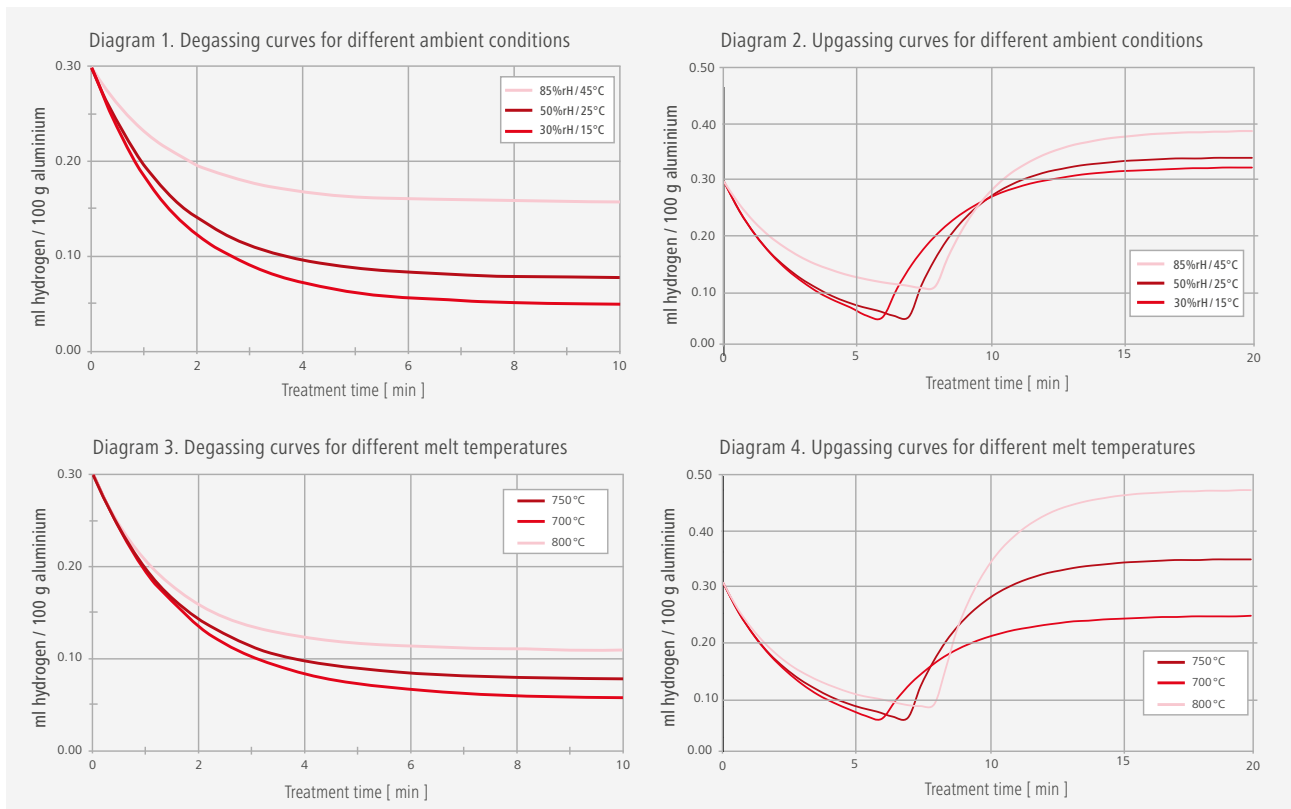 Diagram 1. Degassing curves for different ambient conditions
ml hydrogen / 100 g aluminium
0.30
0.20
0.10
0.00
85%rH/45°C
50%rH/25°C
30%rH/15°C
0 2 4 6 8 10
Treatment time [ min ]
Diagram 2. Upgassing curves for different ambient conditions
ml hydrogen / 100 g aluminium
0.50
0.40
0.30
0.20
0.10
0.00
85%rH/45°C
50%rH/25°C
30%rH/15°C
0 5 10 15 20
Treatment time [ min ]
Diagram 3. Degassing curves for different melt temperatures
ml hydrogen / 100 g aluminium
0.30
0.20
0.10
0.00
750°C
700°C
800°C
0 2 4 6 8 10
Treatment time [ min ]
Diagram 4. Upgassing curves for different melt temperatures
ml hydrogen / 100 g aluminium
0.50
0.40
0.30
0.20
0.10
0.00
750°C
700°C
800°C
0 5 10 15 20
Treatment time [ min ]